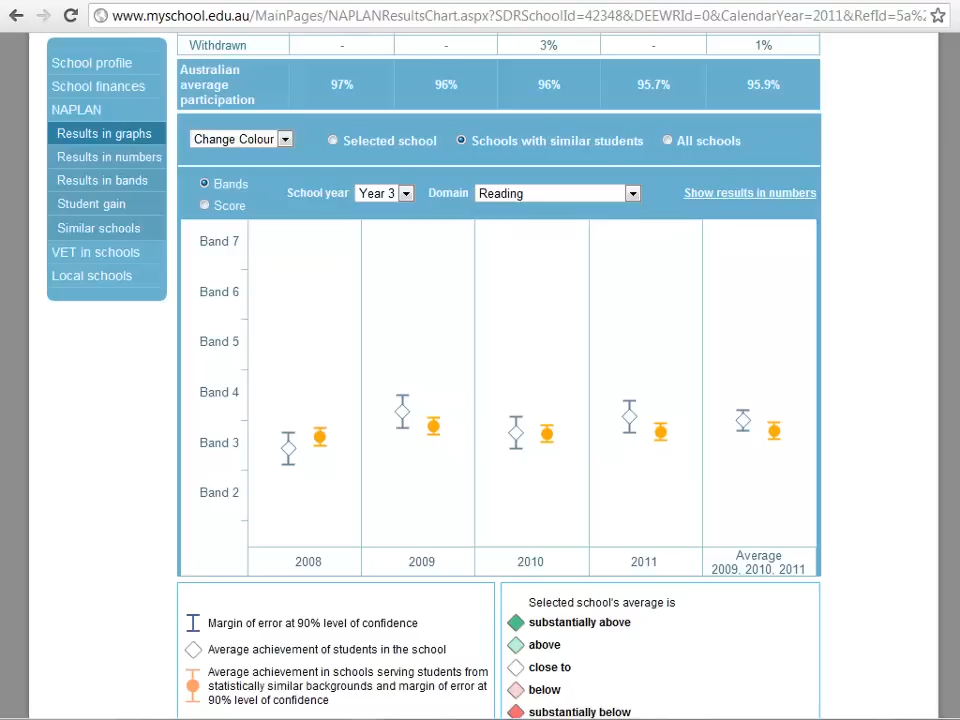 www.myschool.edu.au/MainPages/NAPLANResultsChart.aspx?SDRSchoolId=42348&DEEWRId=0&CalendarYear=2011&RefId=5a%
Withdrawn - - 3% - 1%
Australian average participation 97% 96% 96% 95.7% 95.9%
School profile
School finances
NAPLAN
Results in graphs
Results in numbers
Results in bands
Student gain
Similar schools
VET in schools
Local schools
Change Colour Selected school Schools with similar students All schools
Bands
Score
School year Year 3 Domain Reading Show results in numbers
Band 7
Band 6
Band 5
Band 4
Band 3
Band 2
2008 2009 2010 2011 Average
2009, 2010, 2011
Margin of error at 90% level of confidence
Average achievement of students in the school
Average achievement in schools serving students from
statistically similar backgrounds and margin of error at
90% level of confidence
Selected school's average is
substantially above
above
close to
below
substantially below